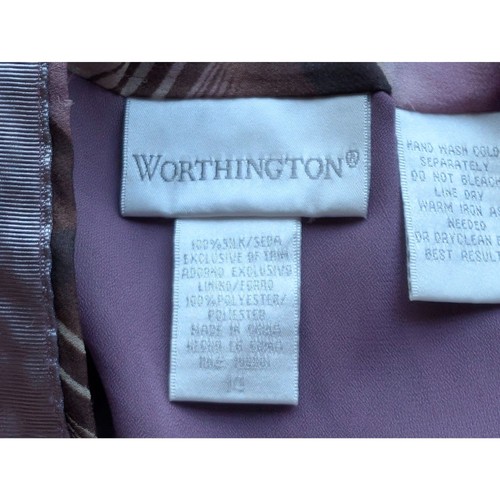 WORTHINGTON®
100% SILK/SEDA
EXCLUSIVE OF TRIM
ADORNO EXCLUSIVO
LINING/FORRO
100% POLYESTER/
POLIESTER
MADE IN CHINA
HECHO EN CHINA
HAND WASH COLD
SEPARATELY
DO NOT BLEACH
LINE DRY
WARM IRON
NEEDED
OR DRYCLEAN
BEST RESULT